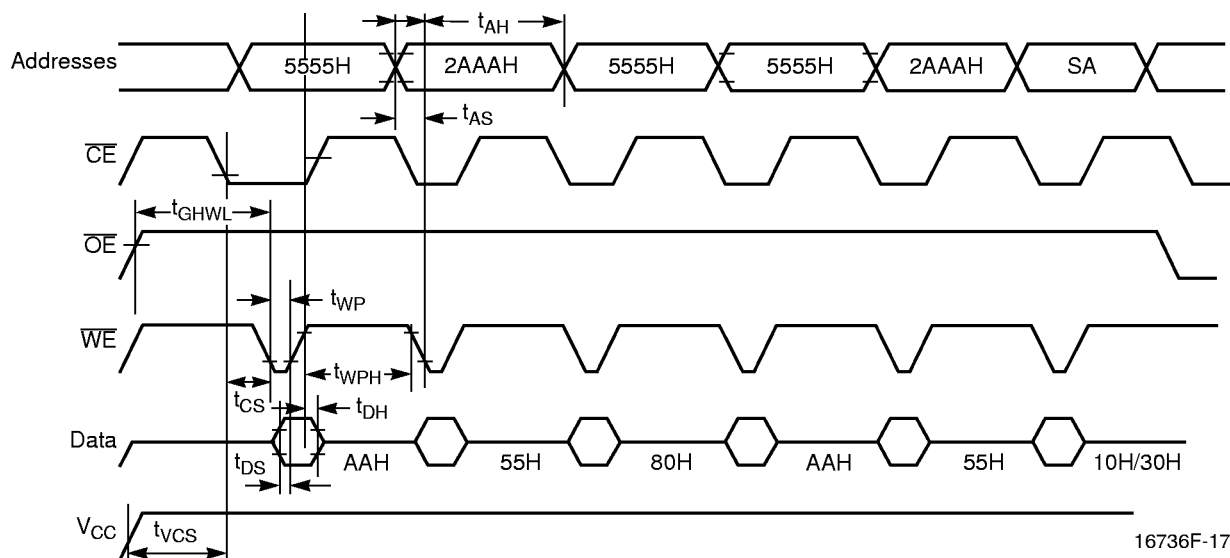 tAH
Addresses 5555H 2AAAH 5555H 5555H 2AAAH SA
tAS
CE
tGHWL
OE
tWP
WE
tWPH
tCS tDH
Data
tDS AAH 55H 80H AAH 55H 10H/30H
VCC tVCS
16736F-17